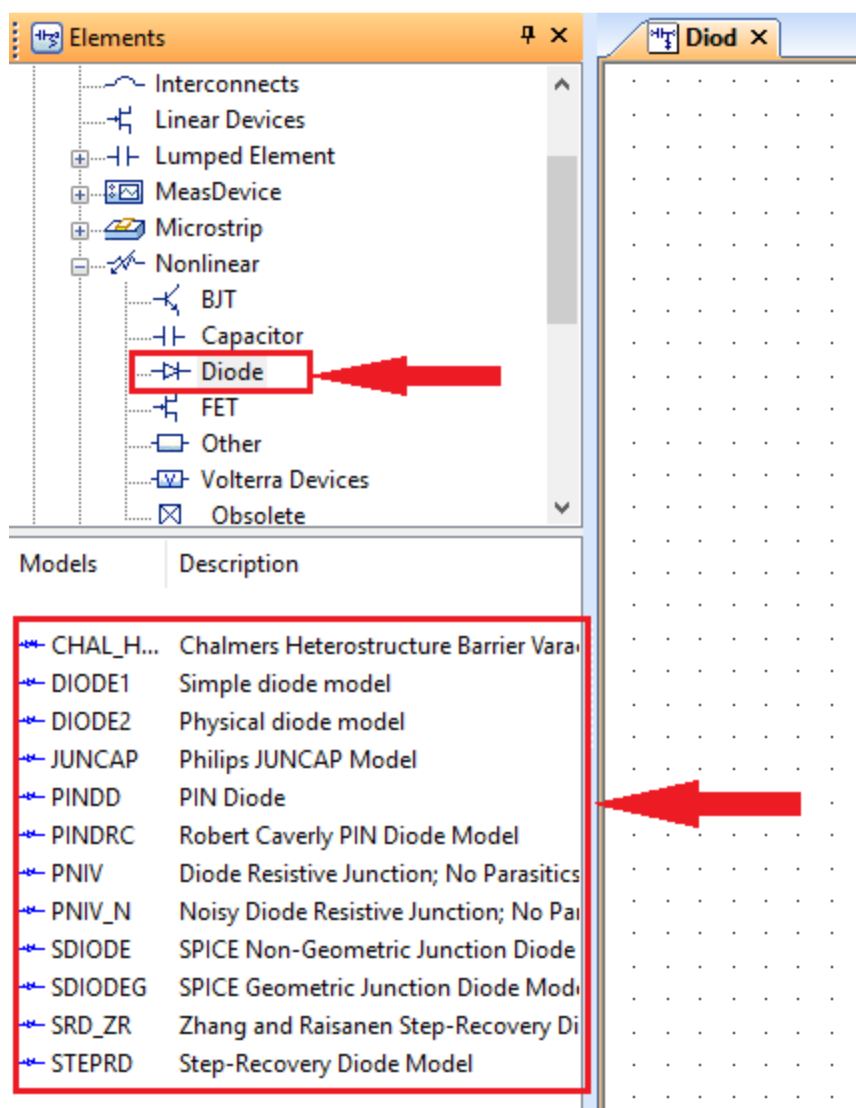 Elements
Diod
Interconnects
Linear Devices
Lumped Element
MeasDevice
Microstrip
Nonlinear
BJT
Capacitor
Diode
FET
Other
Volterra Devices
Obsolete
Models Description
CHAL_H... Chalmers Heterostructure Barrier Vara
DIODE1 Simple diode model
DIODE2 Physical diode model
JUNCAP Philips JUNCAP Model
PINDD PIN Diode
PINDRC Robert Caverly PIN Diode Model
PNIV Diode Resistive Junction; No Parasitics
PNIV_N Noisy Diode Resistive Junction; No Par
SDIODE SPICE Non-Geometric Junction Diode
SDIODEG SPICE Geometric Junction Diode Mod
SRD_ZR Zhang and Raisanen Step-Recovery Di
STEPRD Step-Recovery Diode Model